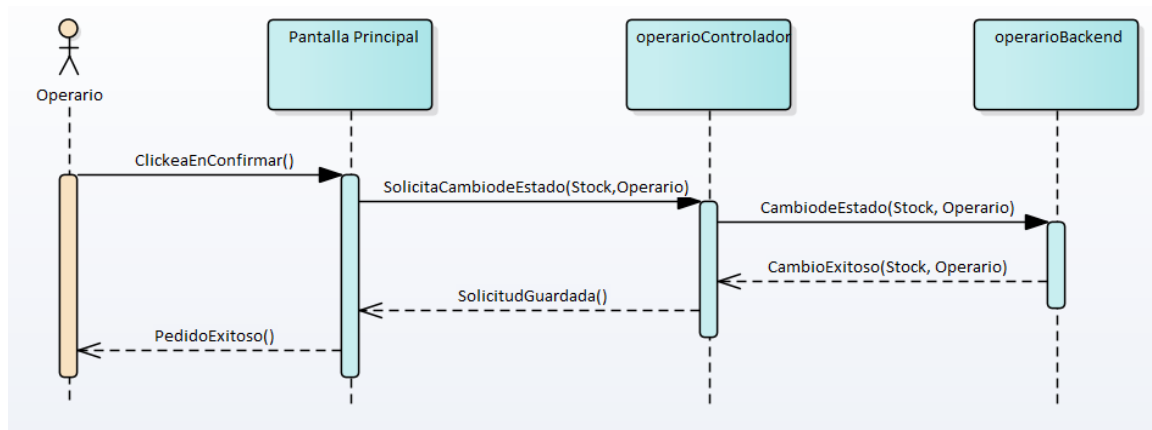 Pantalla Principal
operarioControlador
operarioBackend
Operario
ClickeaEnConfirmar()
SolicitaCambiodeEstado(Stock,Operario)
CambiodeEstado(Stock, Operario)
CambioExitoso(Stock, Operario)
SolicitudGuardada()
PedidoExitoso()